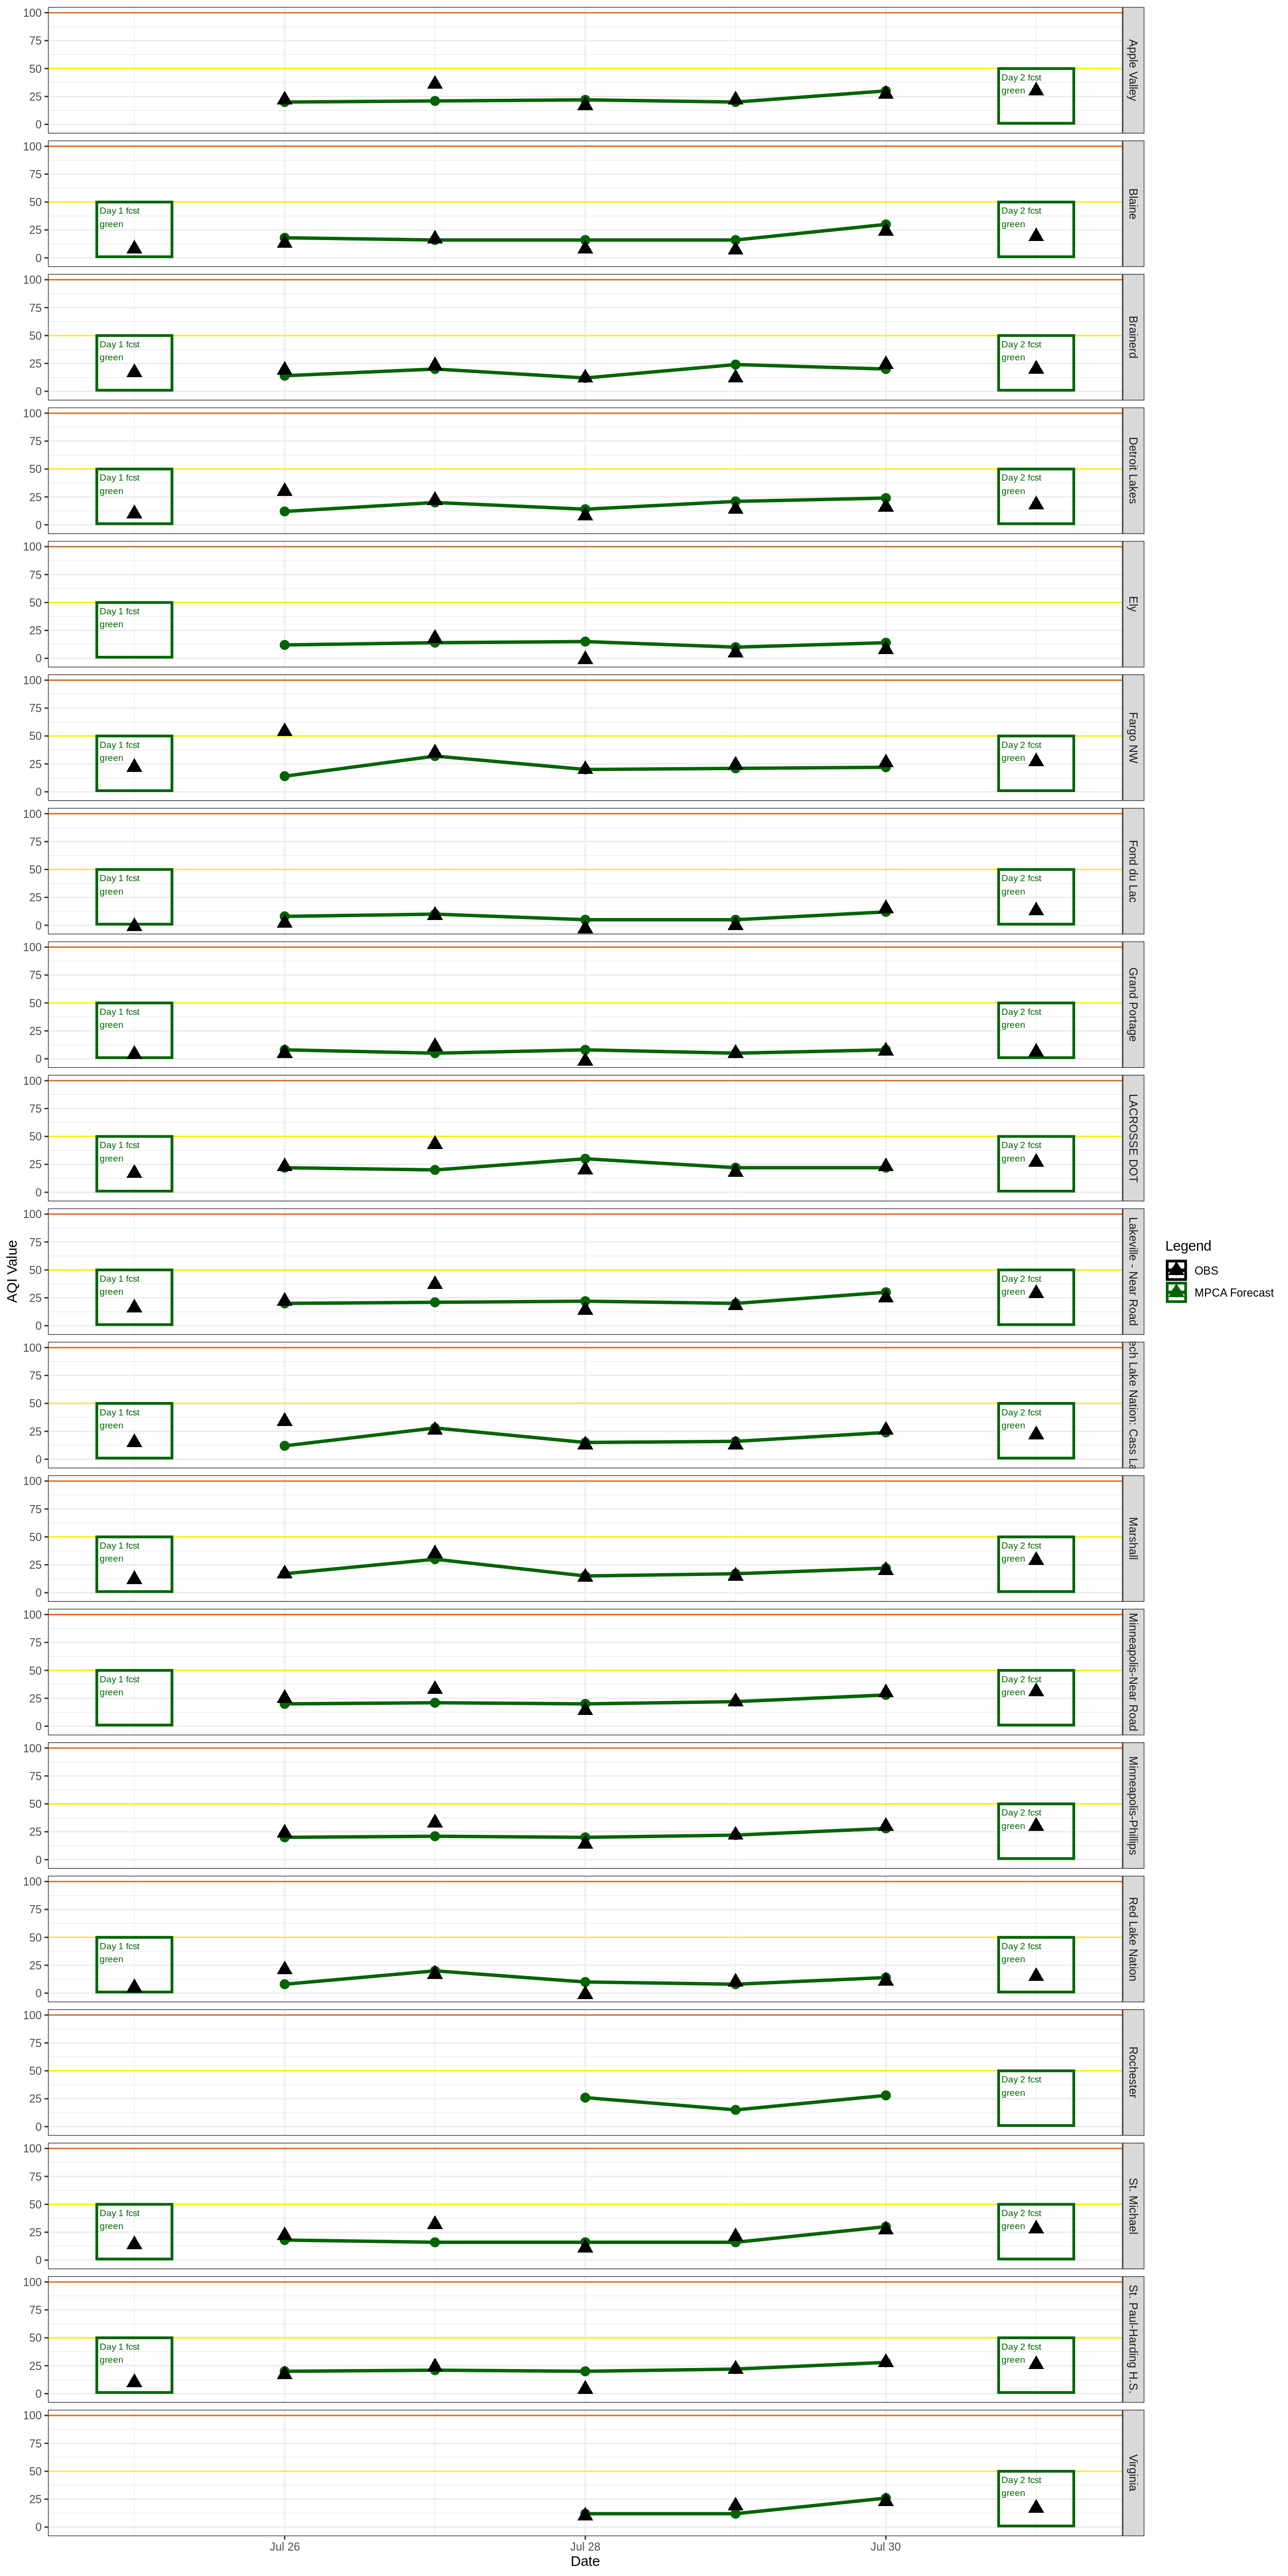 100
75
50
25
0
Day 2 fcst
green
Apple Valley
100
75
50
25
0
Day 1 fcst
green
Day 2 fcst
green
Blaine
100
75
50
25
0
Day 1 fcst
green
Day 2 fcst
green
Brainerd
100
75
50
25
0
Day 1 fcst
green
Day 2 fcst
green
Detroit Lakes
100
75
50
25
0
Day 1 fcst
green
Ely
100
75
50
25
0
Day 1 fcst
green
Day 2 fcst
green
Fargo NW
100
75
50
25
0
Day 1 fcst
green
Day 2 fcst
green
Fond du Lac
100
75
50
25
0
Day 1 fcst
green
Day 2 fcst
green
Grand Portage
100
75
50
25
0
Day 1 fcst
green
Day 2 fcst
green
LACROSSE DOT
100
75
50
25
0
Day 1 fcst
green
Day 2 fcst
green
Lakeville - Near Road
100
75
50
25
0
Day 1 fcst
green
Day 2 fcst
green
ech Lake Nation: Cass La
100
75
50
25
0
Day 1 fcst
green
Day 2 fcst
green
Marshall
100
75
50
25
0
Day 1 fcst
green
Day 2 fcst
green
Minneapolis-Near Road
100
75
50
25
0
Day 2 fcst
green
Minneapolis-Phillips
100
75
50
25
0
Day 1 fcst
green
Day 2 fcst
green
Red Lake Nation
100
75
50
25
0
Day 2 fcst
green
Rochester
100
75
50
25
0
Day 1 fcst
green
Day 2 fcst
green
St. Michael
100
75
50
25
0
Day 1 fcst
green
Day 2 fcst
green
St. Paul-Harding H.S.
100
75
50
25
0
Day 2 fcst
green
Virginia
Jul 26
Jul 28
Jul 30
Date
AQI Value
Legend
OBS
MPCA Forecast